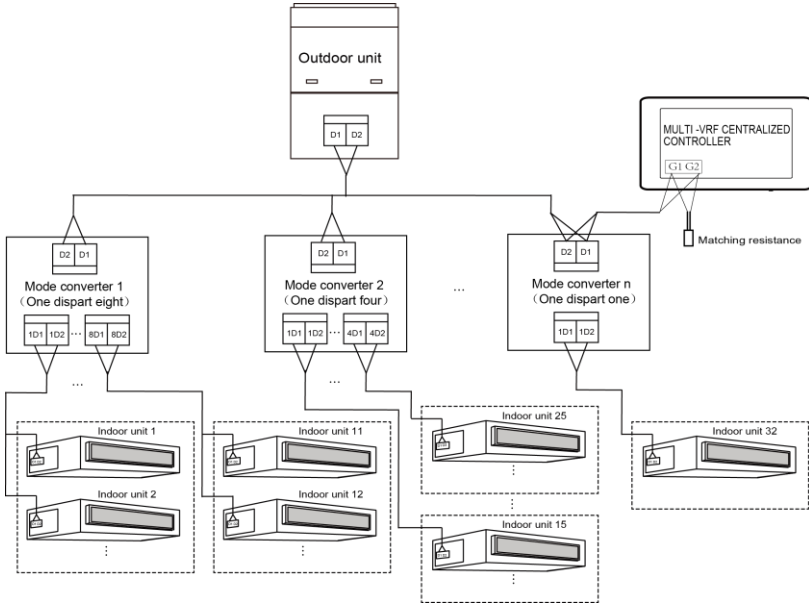 Outdoor unit
D1 D2
MULTI -VRF CENTRALIZED
CONTROLLER
G1 G2
Matching resistance
D2 D1
Mode converter 1
(One dispart eight)
1D1 1D2 ... 8D1 8D2
...
D2 D1
Mode converter 2
(One dispart four)
1D1 1D2 ... 4D1 4D2
...
...
D2 D1
Mode converter n
(One dispart one)
1D1 1D2
Indoor unit 1
Indoor unit 2
Indoor unit 11
Indoor unit 12
Indoor unit 25
Indoor unit 15
Indoor unit 32